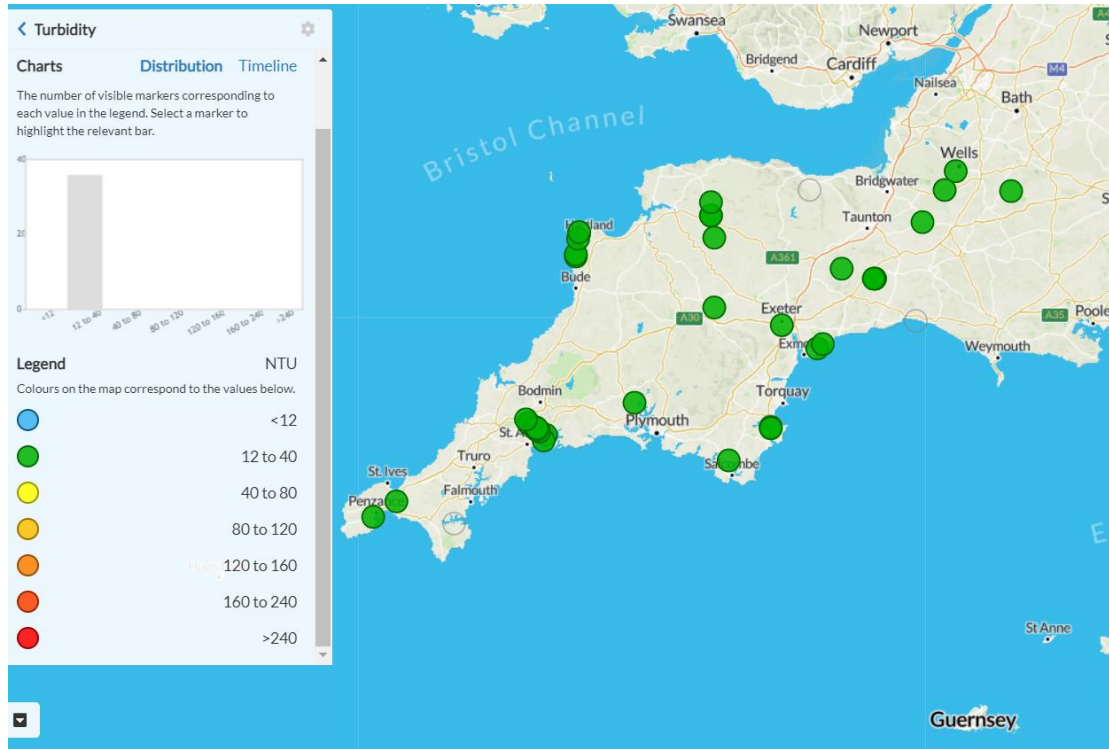 Turbidity
Charts
Distribution
Timeline
The number of visible markers corresponding to
each value in the legend. Select a marker to
highlight the relevant bar.
40
20
0
<12
12 to 40
40 to 80
80 to 120
120 to 160
160 to 240
>240
Legend
NTU
Colours on the map correspond to the values below.
<12
12 to 40
40 to 80
80 to 120
120 to 160
160 to 240
>240
Swansea
Newport
Bridgend
Cardiff
M4
Nailsea
Bath
Bristol Channel
Wells
Bridgwater
Taunton
A361
Bude
Exeter
A30
A35
Poole
Weymouth
Torquay
Bodmin
Plymouth
Truro
St. Ives
Falmouth
St Anne
Guernsey